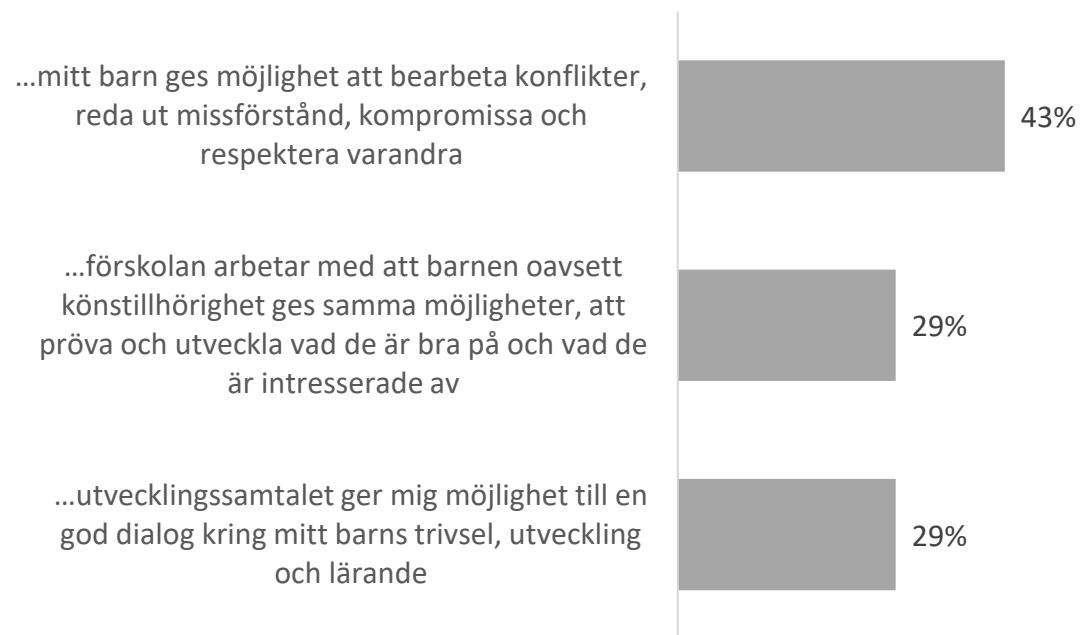 …mitt barn ges möjlighet att bearbeta konflikter,
reda ut missförstånd, kompromissa och
respektera varandra
43%
…förskolan arbetar med att barnen oavsett
könstillhörighet ges samma möjligheter, att
pröva och utveckla vad de är bra på och vad de
är intresserade av
29%
…utvecklingssamtalet ger mig möjlighet till en
god dialog kring mitt barns trivsel, utveckling
och lärande
29%